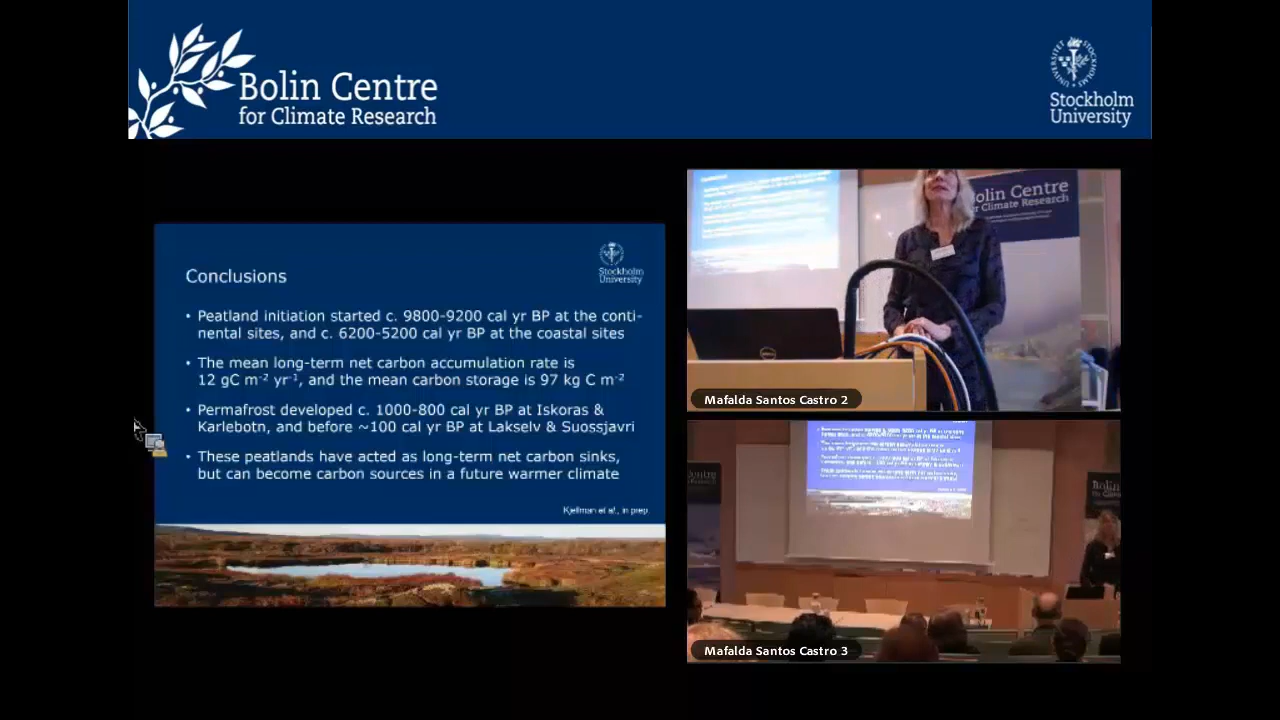 Bolin Centre
for Climate Research
Stockholm
University
Stockholm
University
Conclusions
• Peatland initiation started c. 9800-9200 cal yr BP at the conti-
nental sites, and c. 6200-5200 cal yr BP at the coastal sites
• The mean long-term net carbon accumulation rate is
12 gC m⁻² yr⁻¹, and the mean carbon storage is 97 kg C m⁻²
• Permafrost developed c. 1000-800 cal yr BP at Iskoras &
Karlebotn, and before ~100 cal yr BP at Lakselv & Suossjavri
• These peatlands have acted as long-term net carbon sinks,
but can become carbon sources in a future warmer climate
Kjellman et al., in prep.
Bolin Centre
for Climate Research
Mafalda Santos Castro 2
Centre
Bolin
Mafalda Santos Castro 3